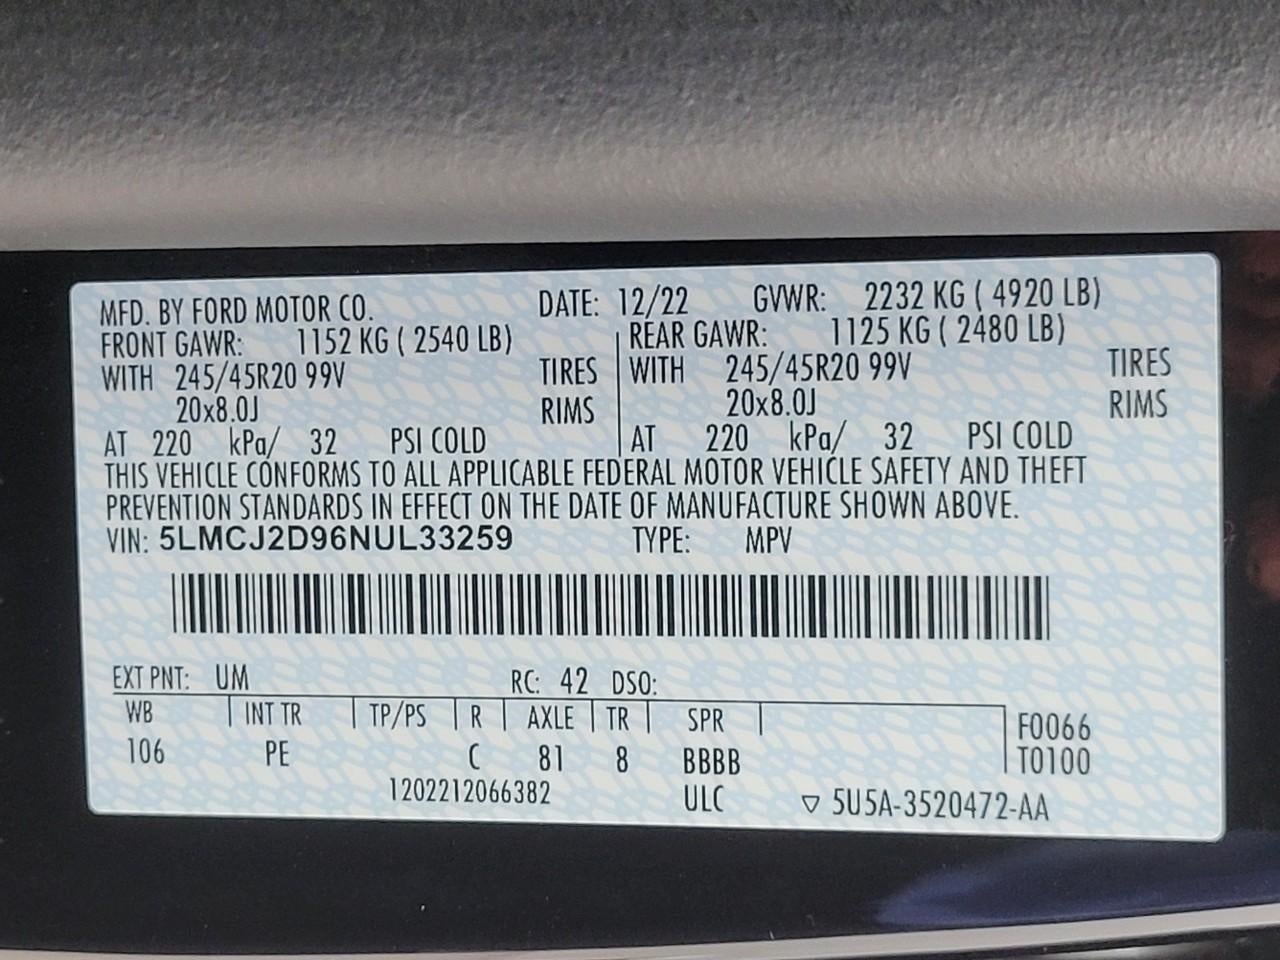 MFD. BY FORD MOTOR CO. DATE: 12/22 GVWR: 2232 KG ( 4920 LB)
FRONT GAWR: 1152 KG ( 2540 LB) REAR GAWR: 1125 KG ( 2480 LB)
WITH 245/45R20 99V TIRES WITH 245/45R20 99V TIRES
20x8.0J RIMS 20x8.0J RIMS
AT 220 kPa/ 32 PSI COLD AT 220 kPa/ 32 PSI COLD
THIS VEHICLE CONFORMS TO ALL APPLICABLE FEDERAL MOTOR VEHICLE SAFETY AND THEFT
PREVENTION STANDARDS IN EFFECT ON THE DATE OF MANUFACTURE SHOWN ABOVE.
VIN: 5LMCJ2D96NUL33259 TYPE: MPV
EXT PNT: UM RC: 42 DSO:
WB INT TR TP/PS R AXLE TR SPR F0066
106 PE C 81 8 BBBB T0100
1202212066382 ULC ▽ 5U5A-3520472-AA